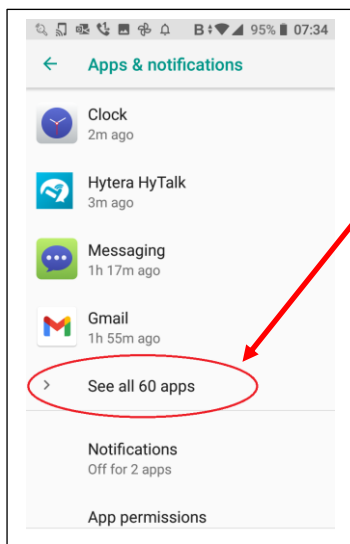 B 95% 07:34
Apps & notifications
Clock
2m ago
Hytera HyTalk
3m ago
Messaging
1h 17m ago
Gmail
1h 55m ago
See all 60 apps
Notifications
Off for 2 apps
App permissions